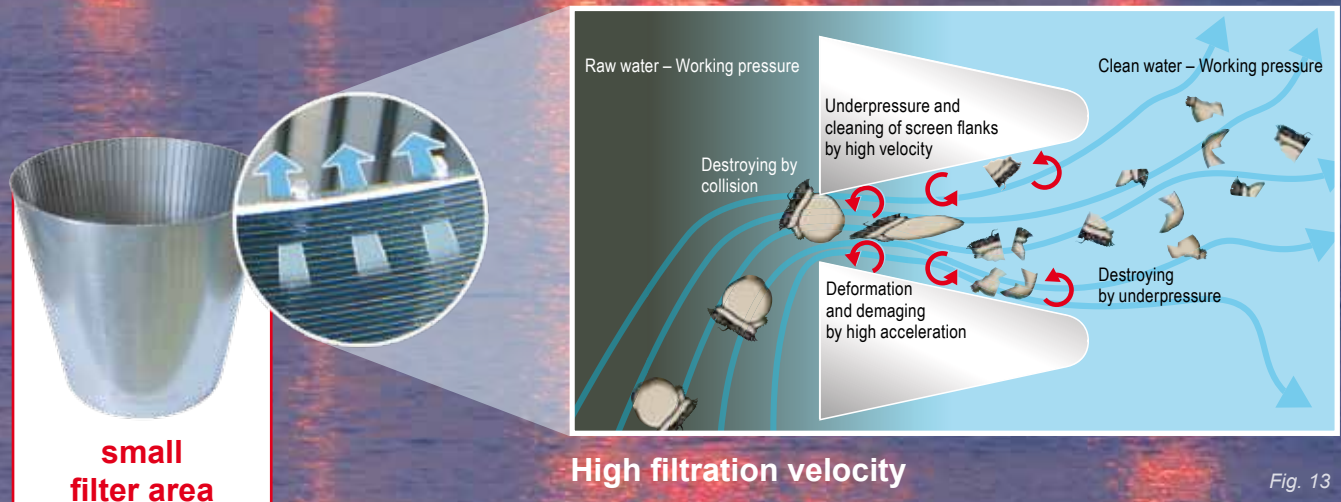 Raw water – Working pressure
Clean water – Working pressure
Underpressure and
cleaning of screen flanks
by high velocity
Destroying by
collision
Deformation
and demaging
by high acceleration
Destroying
by underpressure
small
filter area
High filtration velocity
Fig. 13